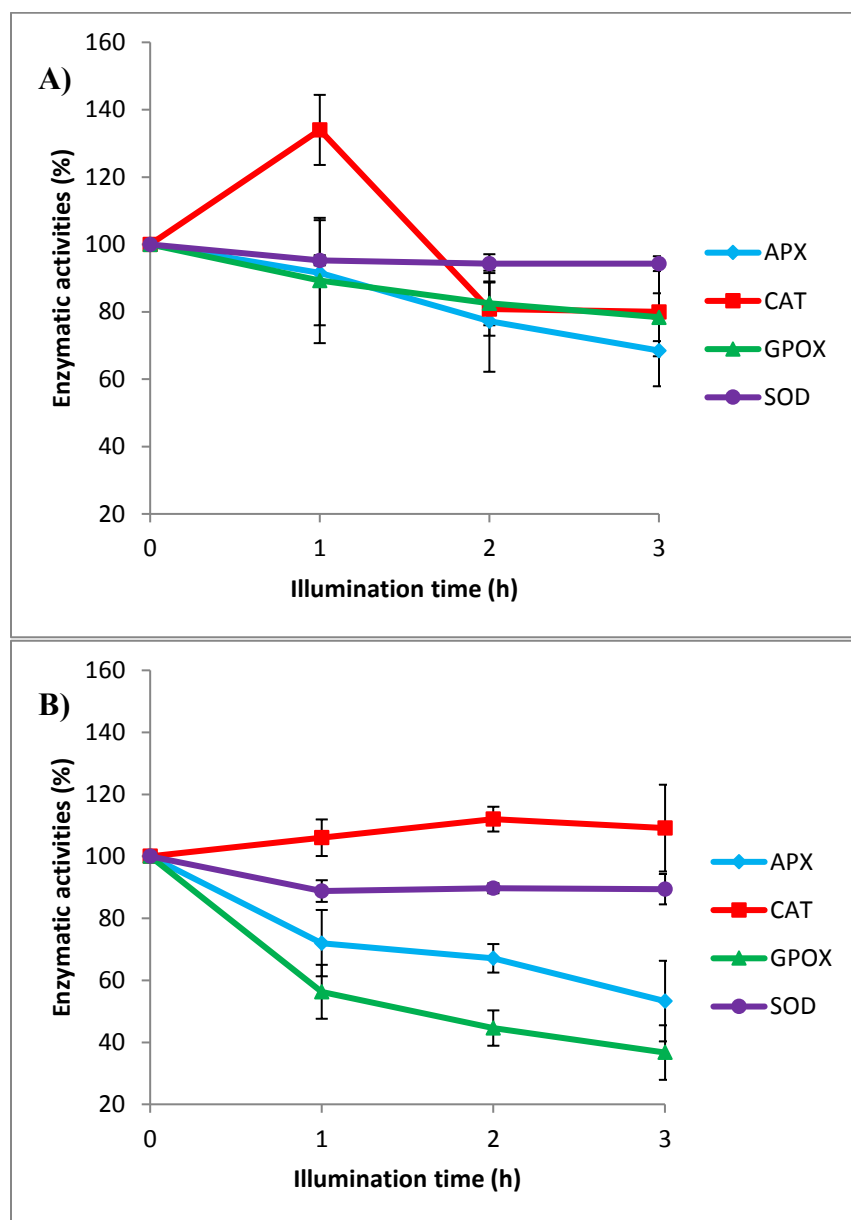 A)
Enzymatic activities (%)
160
140
120
100
80
60
40
20
0 1 2 3
Illumination time (h)
APX
CAT
GPOX
SOD
B)
Enzymatic activities (%)
160
140
120
100
80
60
40
20
0 1 2 3
Illumination time (h)
APX
CAT
GPOX
SOD